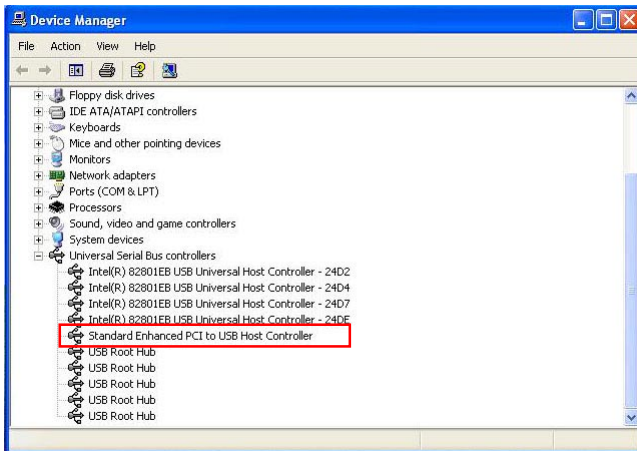 Device Manager
File Action View Help
Floppy disk drives
IDE ATA/ATAPI controllers
Keyboards
Mice and other pointing devices
Monitors
Network adapters
Ports (COM & LPT)
Processors
Sound, video and game controllers
System devices
Universal Serial Bus controllers
Intel(R) 82801EB USB Universal Host Controller - 24D2
Intel(R) 82801EB USB Universal Host Controller - 24D4
Intel(R) 82801EB USB Universal Host Controller - 24D7
Intel(R) 82801EB USB Universal Host Controller - 24DE
Standard Enhanced PCI to USB Host Controller
USB Root Hub
USB Root Hub
USB Root Hub
USB Root Hub
USB Root Hub